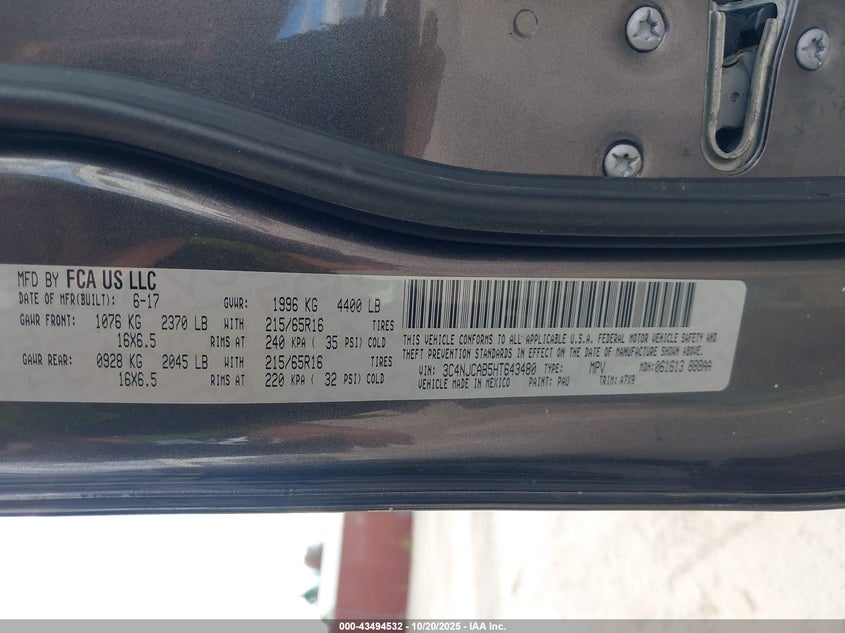 MFD BY FCA US LLC
DATE OF MFR(BUILT): 6-17 GVWR: 1996 KG 4400 LB
GAWR FRONT: 1076 KG 2370 LB WITH 215/65R16 TIRES
16X6.5 RIMS AT 240 KPA ( 35 PSI) COLD
GAWR REAR: 0928 KG 2045 LB WITH 215/65R16 TIRES
16X6.5 RIMS AT 220 KPA ( 32 PSI) COLD
THIS VEHICLE CONFORMS TO ALL APPLICABLE U.S.A. FEDERAL MOTOR VEHICLE SAFETY AND
THEFT PREVENTION STANDARDS IN EFFECT ON THE DATE OF MANUFACTURE SHOWN ABOVE.
VIN: 3C4NJCAB5HT643480 TYPE: MPV MDH: 061613 888AA
VEHICLE MADE IN MEXICO PAINT: PAU TRIM: A7X9
000-43494532 - 10/20/2025 - IAA Inc.